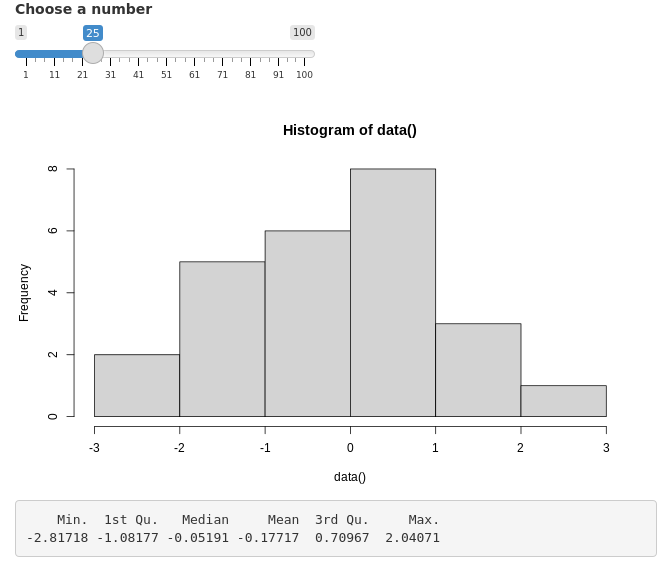 Choose a number
1 25 100
1 11 21 31 41 51 61 71 81 91 100
Histogram of data()
Frequency
8
6
4
2
0
-3 -2 -1 0 1 2 3
data()
Min. 1st Qu. Median Mean 3rd Qu. Max.
-2.81718 -1.08177 -0.05191 -0.17717 0.70967 2.04071